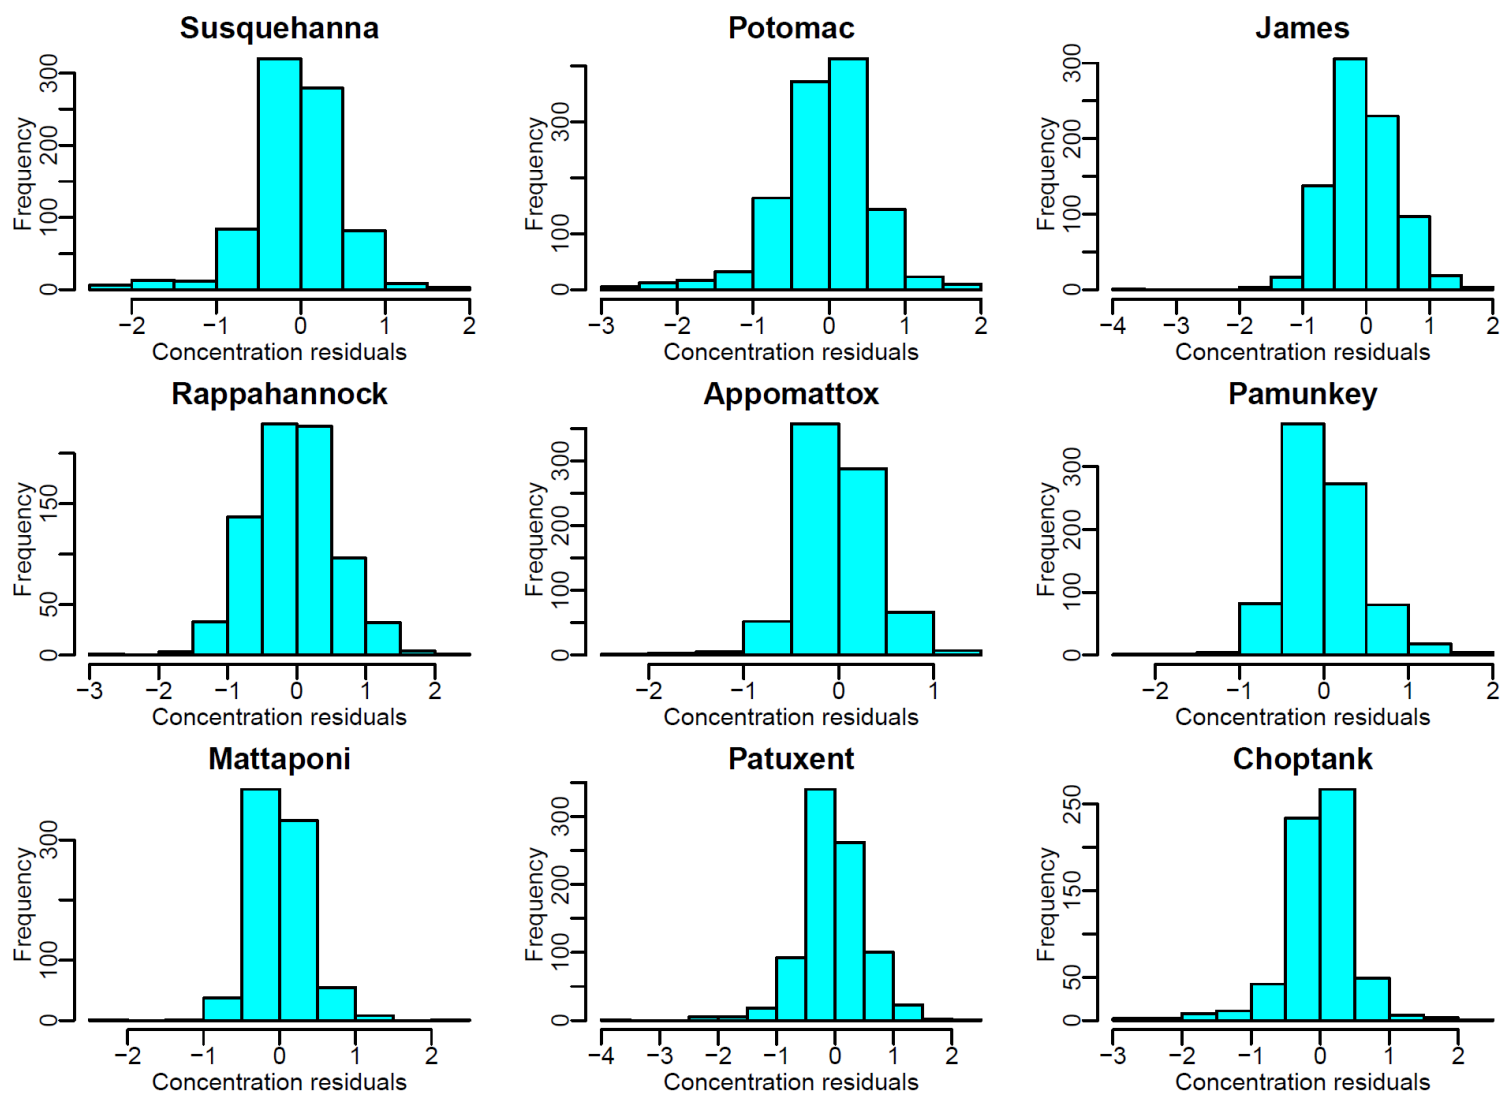 Susquehanna
Frequency
0 100 200 300
−2 −1 0 1 2
Concentration residuals
Potomac
Frequency
0 100 300
−3 −2 −1 0 1 2
Concentration residuals
James
Frequency
0 100 200 300
−4 −3 −2 −1 0 1 2
Concentration residuals
Rappahannock
Frequency
0 50 150
−3 −2 −1 0 1 2
Concentration residuals
Appomattox
Frequency
0 100 200 300
−2 −1 0 1
Concentration residuals
Pamunkey
Frequency
0 100 200 300
−2 −1 0 1 2
Concentration residuals
Mattaponi
Frequency
0 100 300
−2 −1 0 1 2
Concentration residuals
Patuxent
Frequency
0 100 200 300
−4 −3 −2 −1 0 1 2
Concentration residuals
Choptank
Frequency
0 50 150 250
−3 −2 −1 0 1 2
Concentration residuals